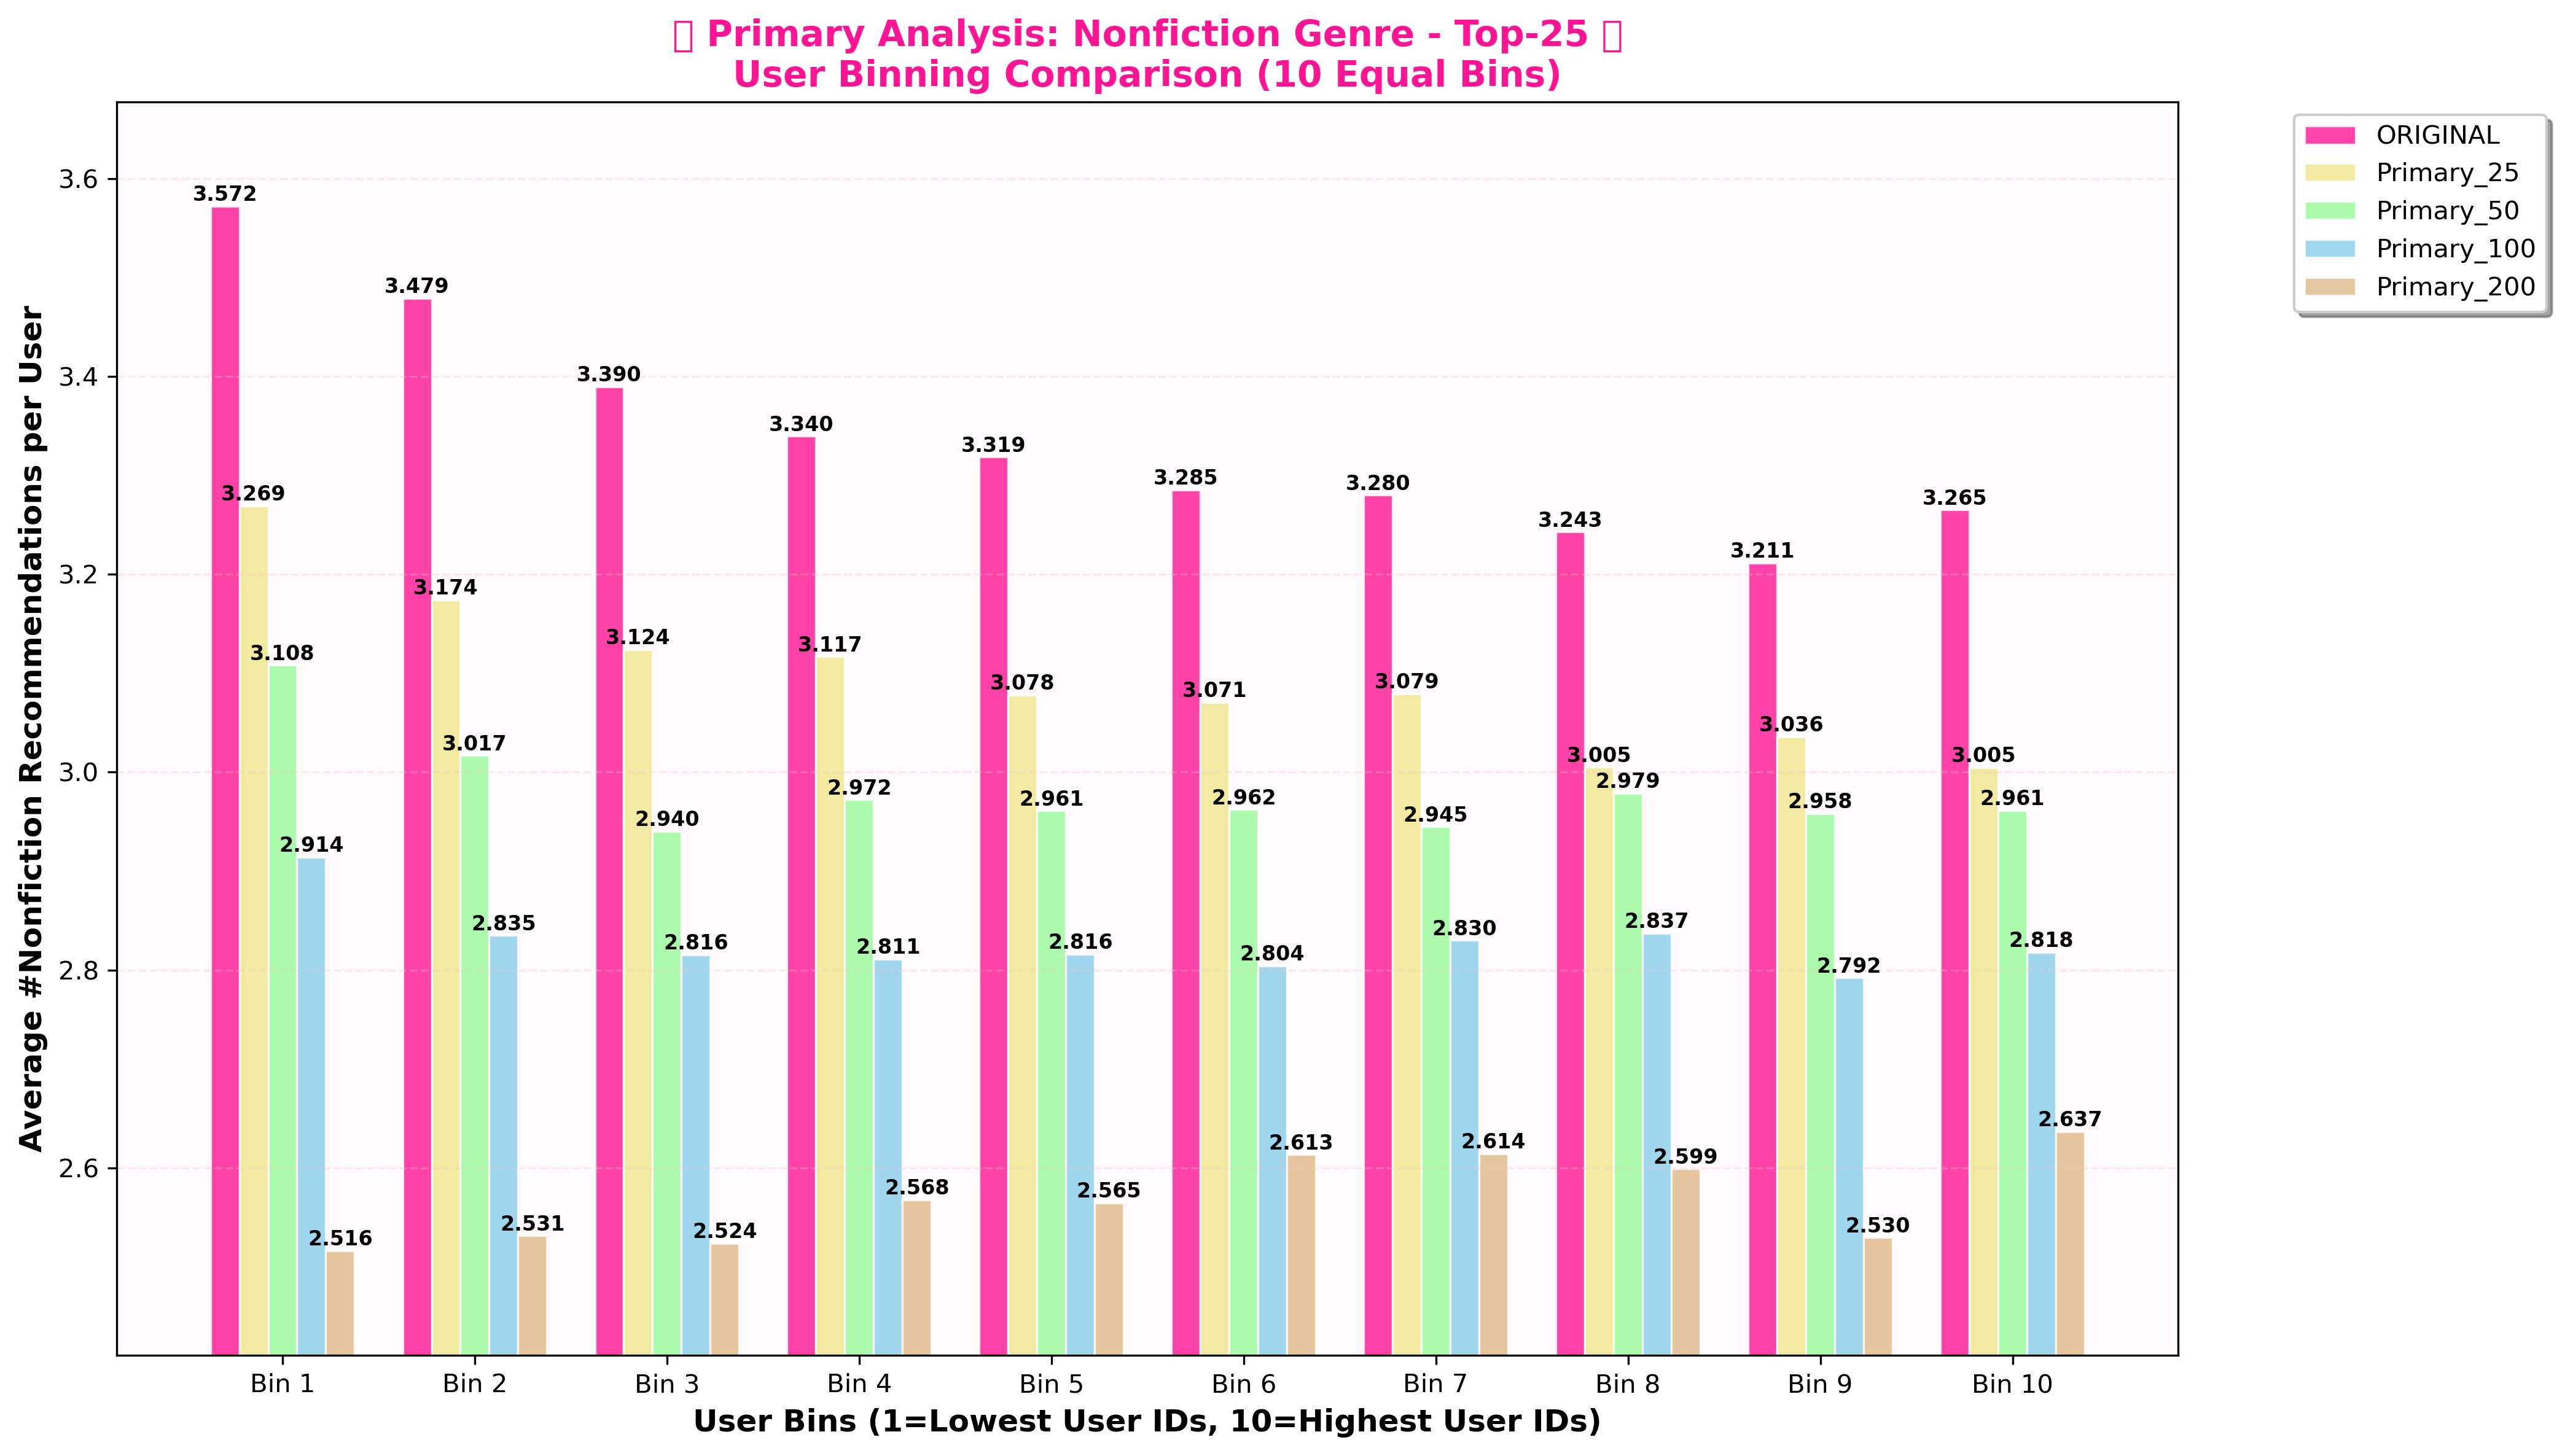 Primary Analysis: Nonfiction Genre - Top-25
User Binning Comparison (10 Equal Bins)
ORIGINAL
Primary_25
Primary_50
Primary_100
Primary_200
Average #Nonfiction Recommendations per User
3.6
3.4
3.2
3.0
2.8
2.6
3.572
3.269
3.108
2.914
2.516
3.479
3.174
3.017
2.835
2.531
3.390
3.124
2.940
2.816
2.524
3.340
3.117
2.972
2.811
2.568
3.319
3.078
2.961
2.816
2.565
3.285
3.071
2.962
2.804
2.613
3.280
3.079
2.945
2.830
2.614
3.243
3.005
2.979
2.837
2.599
3.211
3.036
2.958
2.792
2.530
3.265
3.005
2.961
2.818
2.637
Bin 1
Bin 2
Bin 3
Bin 4
Bin 5
Bin 6
Bin 7
Bin 8
Bin 9
Bin 10
User Bins (1=Lowest User IDs, 10=Highest User IDs)